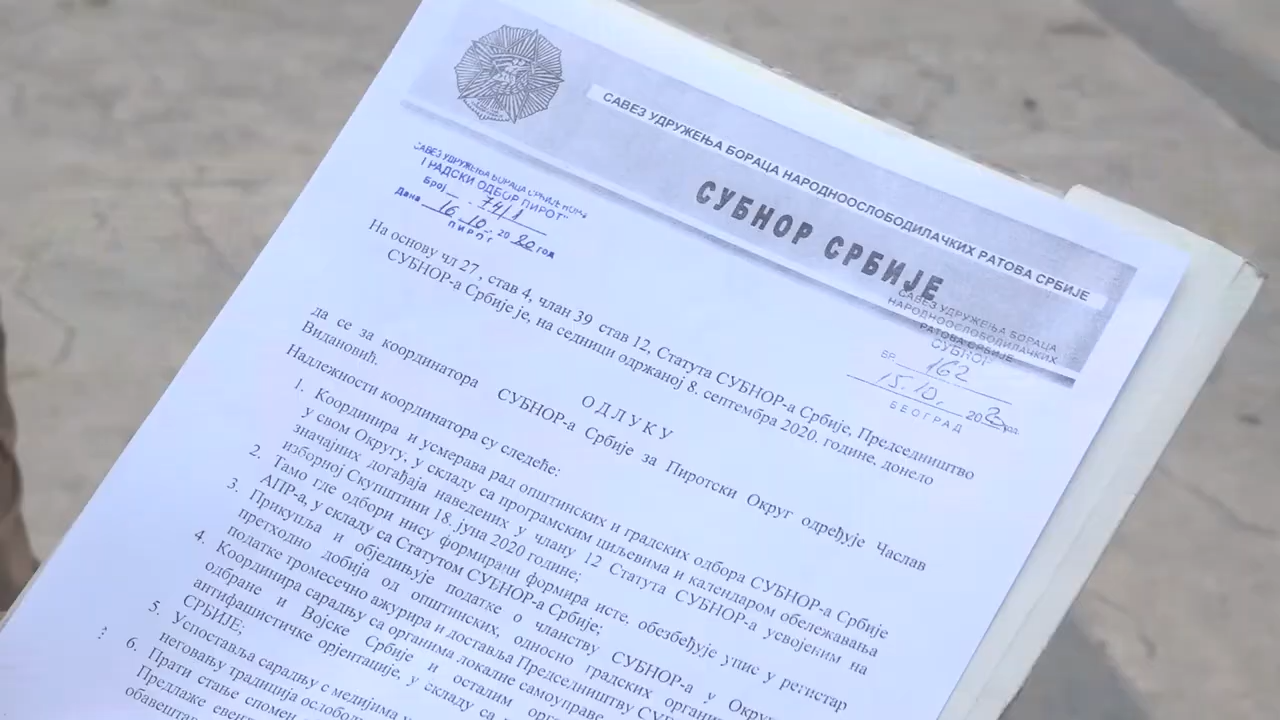 САВЕЗ УДРУЖЕЊА БОРАЦА НАРОДНООСЛОБОДИЛАЧКИХ РАТОВА СРБИЈЕ
СУБНОР СРБИЈЕ
САВЕЗ УДРУЖЕЊА БОРАЦА СРБИЈЕ
ГРАДСКИ ОДБОР ПИРОТ
Број 74/1
Дана 16.10. 2020 год
ПИРОТ
САВЕЗ УДРУЖЕЊА БОРАЦА
НАРОДНООСЛОБОДИЛАЧКИХ
РАТОВА СРБИЈЕ
СУБНОР
БР 162
15.10. 2020 год
БЕОГРАД
На основу чл 27, став 4, члан 39 став 12, Статута СУБНОР-а Србије, Председништво
СУБНОР-а Србије је, на седници одржаној 8. септембра 2020. године, донело
ОДЛУКУ
да се за координатора СУБНОР-а Србије за Пиротски Округ одређује Часлав
Видановић.
Надлежности координатора су следеће:
1. Координира и усмерава рад општинских и градских одбора СУБНОР-а Србије
у свом Округу, у складу са програмским циљевима и календаром обележавања
значајних догађаја наведених у члану 12 Статута СУБНОР-а усвојеним на
изборној Скупштини 18. јуна 2020 године;
2. Тамо где одбори нису формирани формира исте, обезбеђује упис у регистар
АПР-а, у складу са Статутом СУБНОР-а Србије;
3. Прикупља и обједињује податке о чланству СУБНОР-а у
претходно добија од општинских, односно градских
податке тромесечно ажурира и доставља Председништву
4. Координира сарадњу са органима локалне самоуправе
одбране и Војске Србије и осталим
антифашистичке орјентације, у складу са
СРБИЈЕ;
5. Успоставља сарадњу с медијима
неговању традиција
6. Прати стање спомен
Предлаже